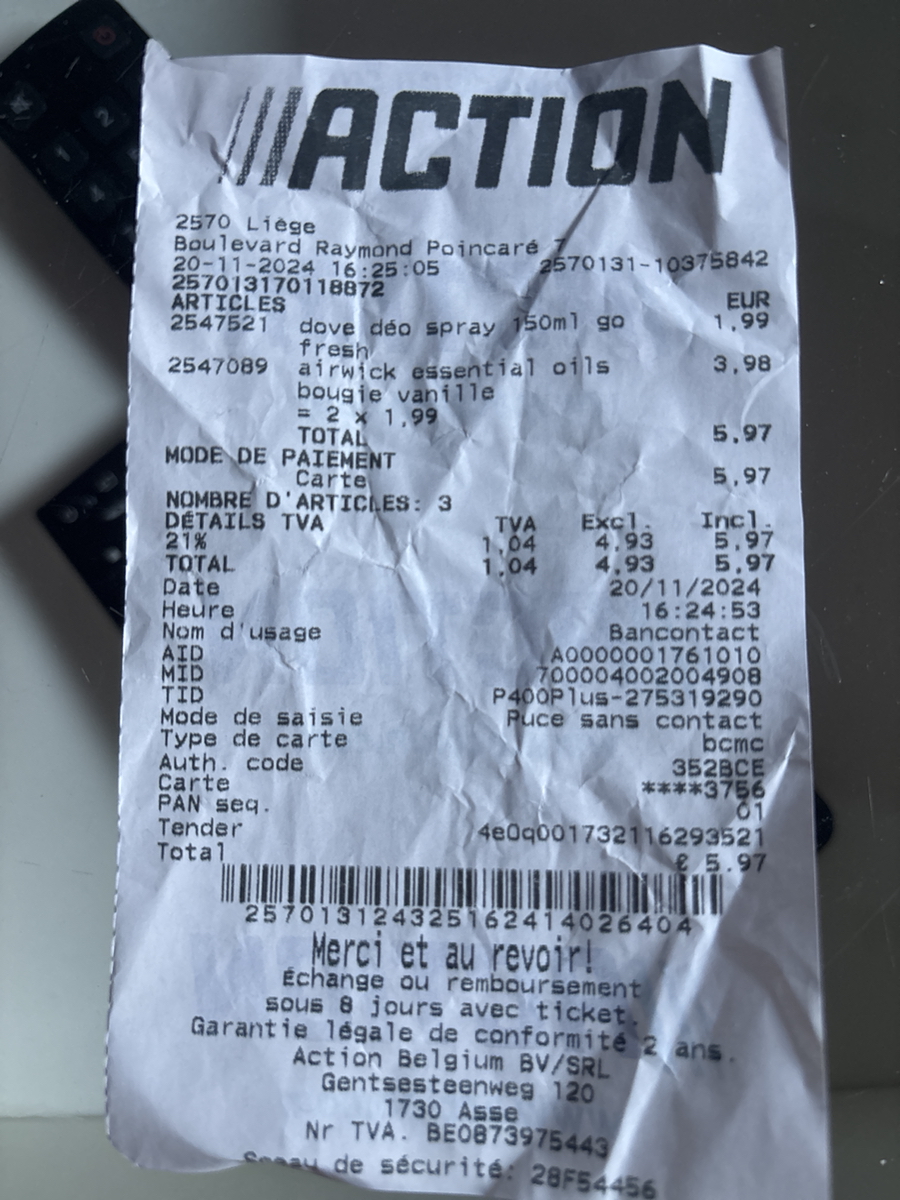 ACTION
2570 Liège
Boulevard Raymond Poincaré 7
20-11-2024 16:25:05 2570131-10375842
257013170118872
ARTICLES EUR
2547521 dove déo spray 150ml go 1,99
fresh
2547089 airwick essential oils 3,98
bougie vanille
= 2 x 1,99
TOTAL 5,97
MODE DE PAIEMENT
Carte 5,97
NOMBRE D'ARTICLES: 3
DÉTAILS TVA TVA Excl. Incl.
21% 1,04 4,93 5,97
TOTAL 1,04 4,93 5,97
Date 20/11/2024
Heure 16:24:53
Nom d'usage Bancontact
AID A0000001761010
MID 700004002004908
TID P400Plus-275319290
Mode de saisie Puce sans contact
Type de carte bcmc
Auth. code 352BCE
Carte ****3756
PAN seq. 01
Tender 4e0q001732116293521
Total € 5.97
257013124325162414026404
Merci et au revoir!
Échange ou remboursement
sous 8 jours avec ticket.
Garantie légale de conformité 2 ans.
Action Belgium BV/SRL
Gentsesteenweg 120
1730 Asse
Nr TVA. BE0873975443
de sécurité: 28F54456
1
2